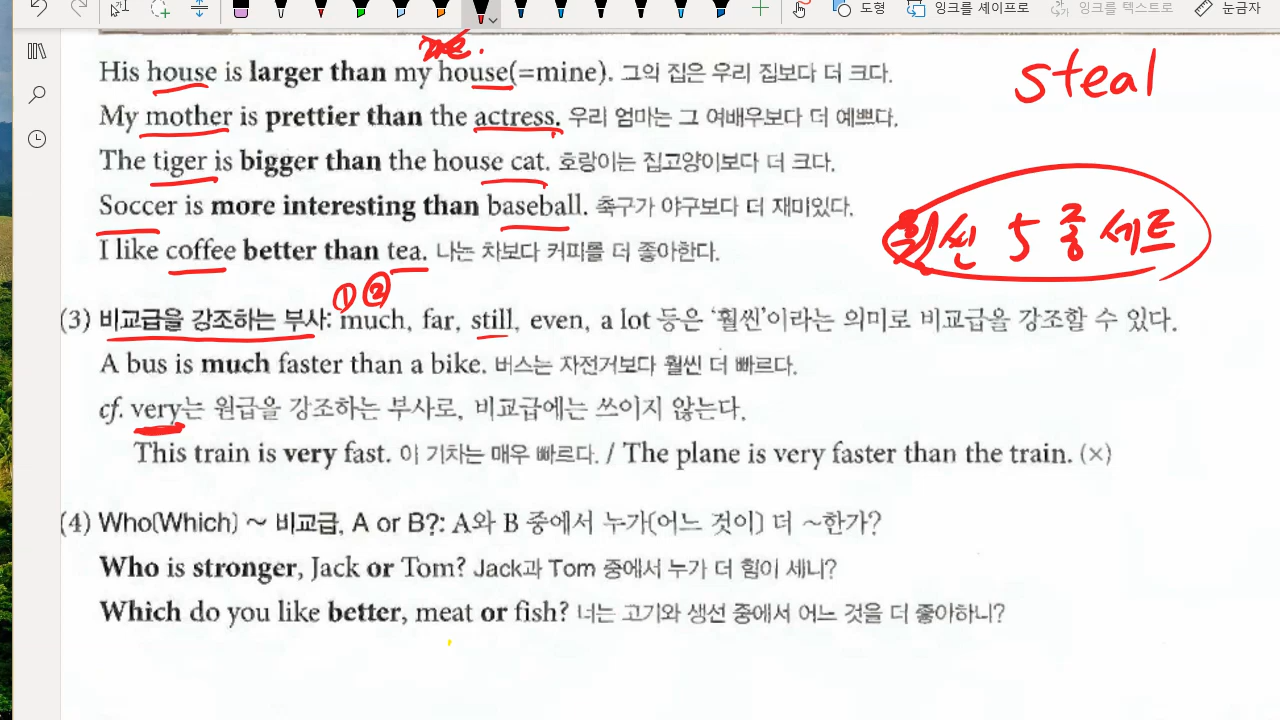 도형 잉크를 셰이프로 잉크를 텍스트로 눈금자
His house is larger than my house(=mine). 그의 집은 우리 집보다 더 크다.
steal
My mother is prettier than the actress. 우리 엄마는 그 여배우보다 더 예쁘다.
The tiger is bigger than the house cat. 호랑이는 집고양이보다 더 크다.
Soccer is more interesting than baseball. 축구가 야구보다 더 재미있다.
훨씬 5 종 세트
I like coffee better than tea. 나는 차보다 커피를 더 좋아한다.
① ②
(3) 비교급을 강조하는 부사: much, far, still, even, a lot 등은 '훨씬'이라는 의미로 비교급을 강조할 수 있다.
A bus is much faster than a bike. 버스는 자전거보다 훨씬 더 빠르다.
cf. very는 원급을 강조하는 부사로, 비교급에는 쓰이지 않는다.
This train is very fast. 이 기차는 매우 빠르다. / The plane is very faster than the train. (×)
(4) Who(Which) ~ 비교급, A or B?: A와 B 중에서 누가(어느 것이) 더 ~한가?
Who is stronger, Jack or Tom? Jack과 Tom 중에서 누가 더 힘이 세니?
Which do you like better, meat or fish? 너는 고기와 생선 중에서 어느 것을 더 좋아하니?